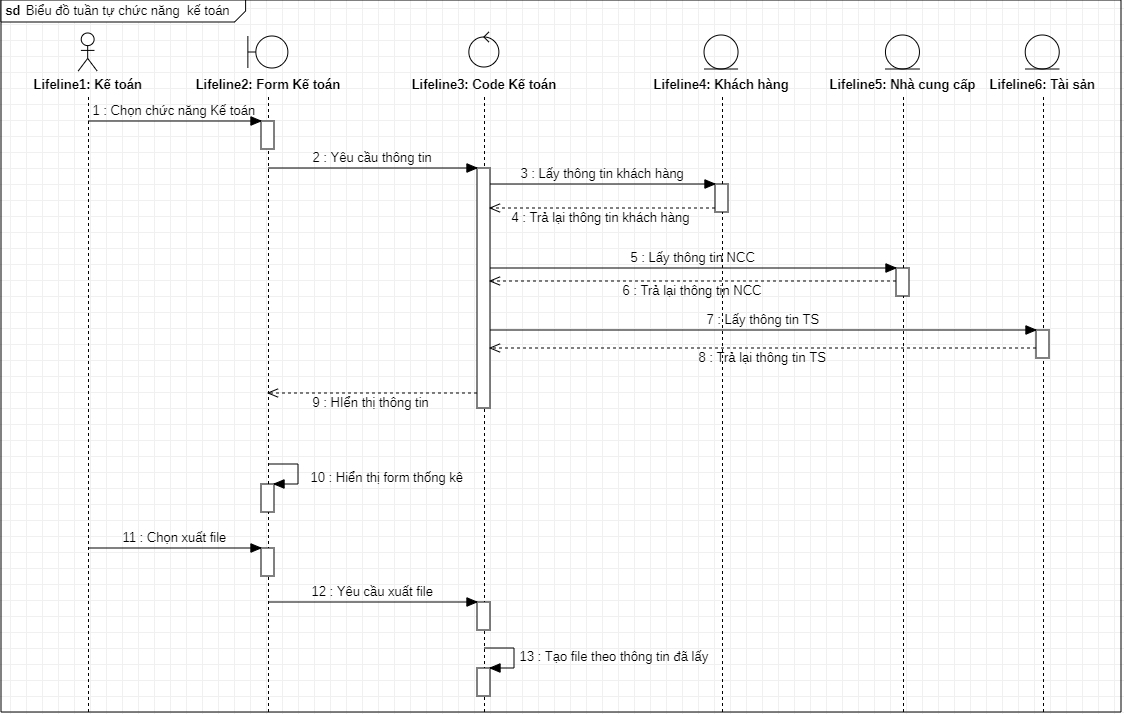 sd Biểu đồ tuần tự chức năng kế toán
Lifeline1: Kế toán
Lifeline2: Form Kế toán
Lifeline3: Code Kế toán
Lifeline4: Khách hàng
Lifeline5: Nhà cung cấp
Lifeline6: Tài sản
1 : Chọn chức năng Kế toán
2 : Yêu cầu thông tin
3 : Lấy thông tin khách hàng
4 : Trả lại thông tin khách hàng
5 : Lấy thông tin NCC
6 : Trả lại thông tin NCC
7 : Lấy thông tin TS
8 : Trả lại thông tin TS
9 : HIển thị thông tin
10 : Hiển thị form thống kê
11 : Chọn xuất file
12 : Yêu cầu xuất file
13 : Tạo file theo thông tin đã lấy